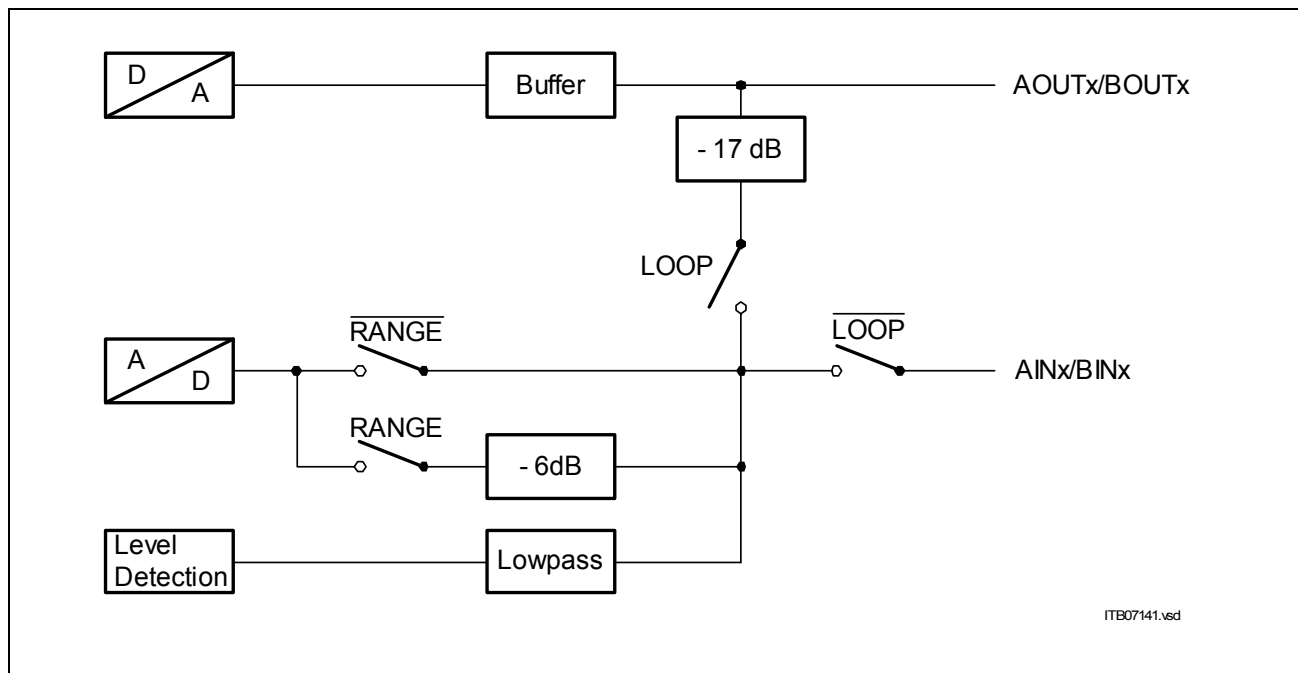 D
A
Buffer
AOUTx/BOUTx
- 17 dB
LOOP
RANGE
LOOP
A
D
AINx/BINx
RANGE
- 6dB
Level
Detection
Lowpass
ITB07141.vsd